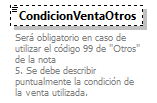 CondicionVentaOtros
Será obligatorio en caso de
utilizar el código 99 de "Otros"
de la nota
5. Se debe describir
puntualmente la condición de
la venta utilizada.